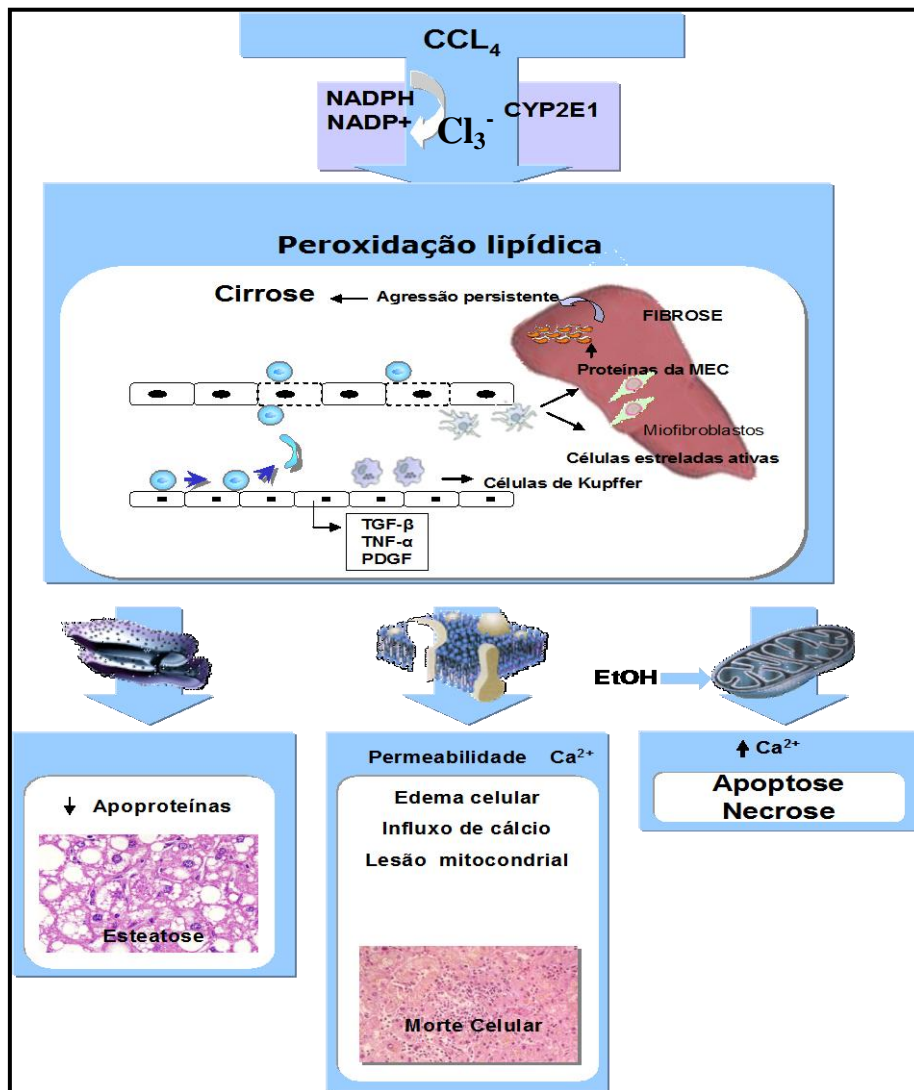 CCL₄
NADPH
NADP+
Cl₃⁻
CYP2E1
Peroxidação lipídica
Cirrose
Agressão persistente
FIBROSE
Proteínas da MEC
Miofibroblastos
Células estreladas ativas
Células de Kupffer
TGF-β
TNF-α
PDGF
EtOH
Apoproteínas
Esteatose
Permeabilidade Ca²⁺
Edema celular
Influxo de cálcio
Lesão mitocondrial
Morte Celular
Ca²⁺
Apoptose
Necrose